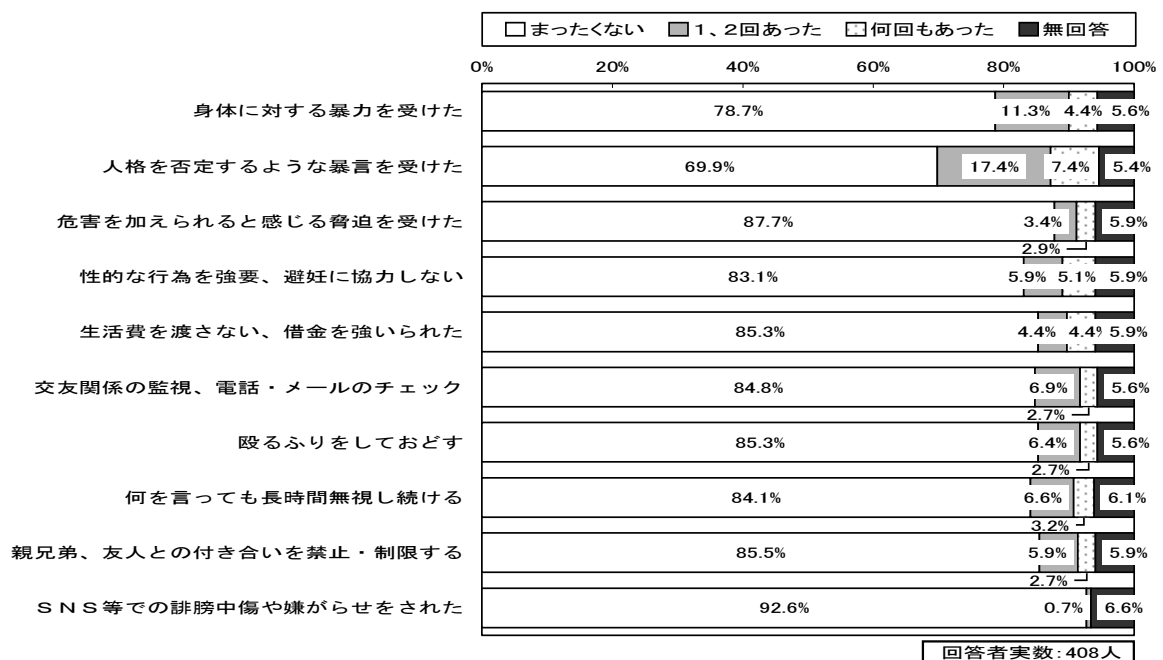 まったくない 1、2回あった 何回もあった 無回答
0% 20% 40% 60% 80% 100%
身体に対する暴力を受けた 78.7% 11.3% 4.4% 5.6%
人格を否定するような暴言を受けた 69.9% 17.4% 7.4% 5.4%
危害を加えられると感じる脅迫を受けた 87.7% 3.4% 5.9%
2.9%
性的な行為を強要、避妊に協力しない 83.1% 5.9% 5.1% 5.9%
生活費を渡さない、借金を強いられた 85.3% 4.4% 4.4% 5.9%
交友関係の監視、電話・メールのチェック 84.8% 6.9% 5.6%
2.7%
殴るふりをしておどす 85.3% 6.4% 5.6%
2.7%
何を言っても長時間無視し続ける 84.1% 6.6% 6.1%
3.2%
親兄弟、友人との付き合いを禁止・制限する 85.5% 5.9% 5.9%
2.7%
SNS等での誹膀中傷や嫌がらせをされた 92.6% 0.7% 6.6%
回答者実数:408人